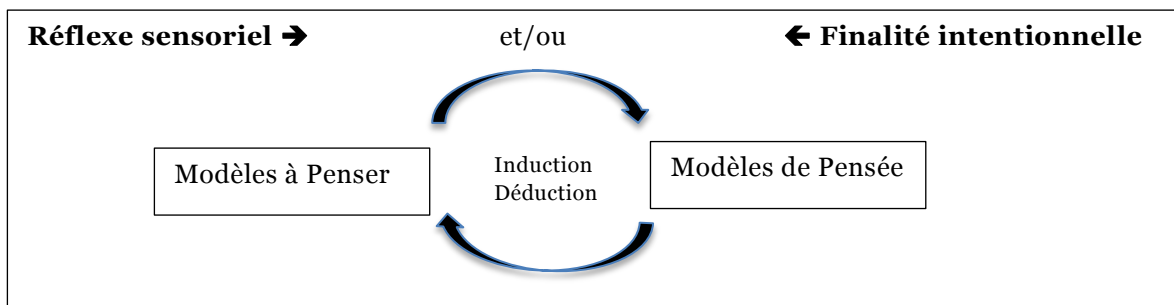 Réflexe sensoriel → et/ou ← Finalité intentionnelle
Modèles à Penser
Induction
Déduction
Modèles de Pensée